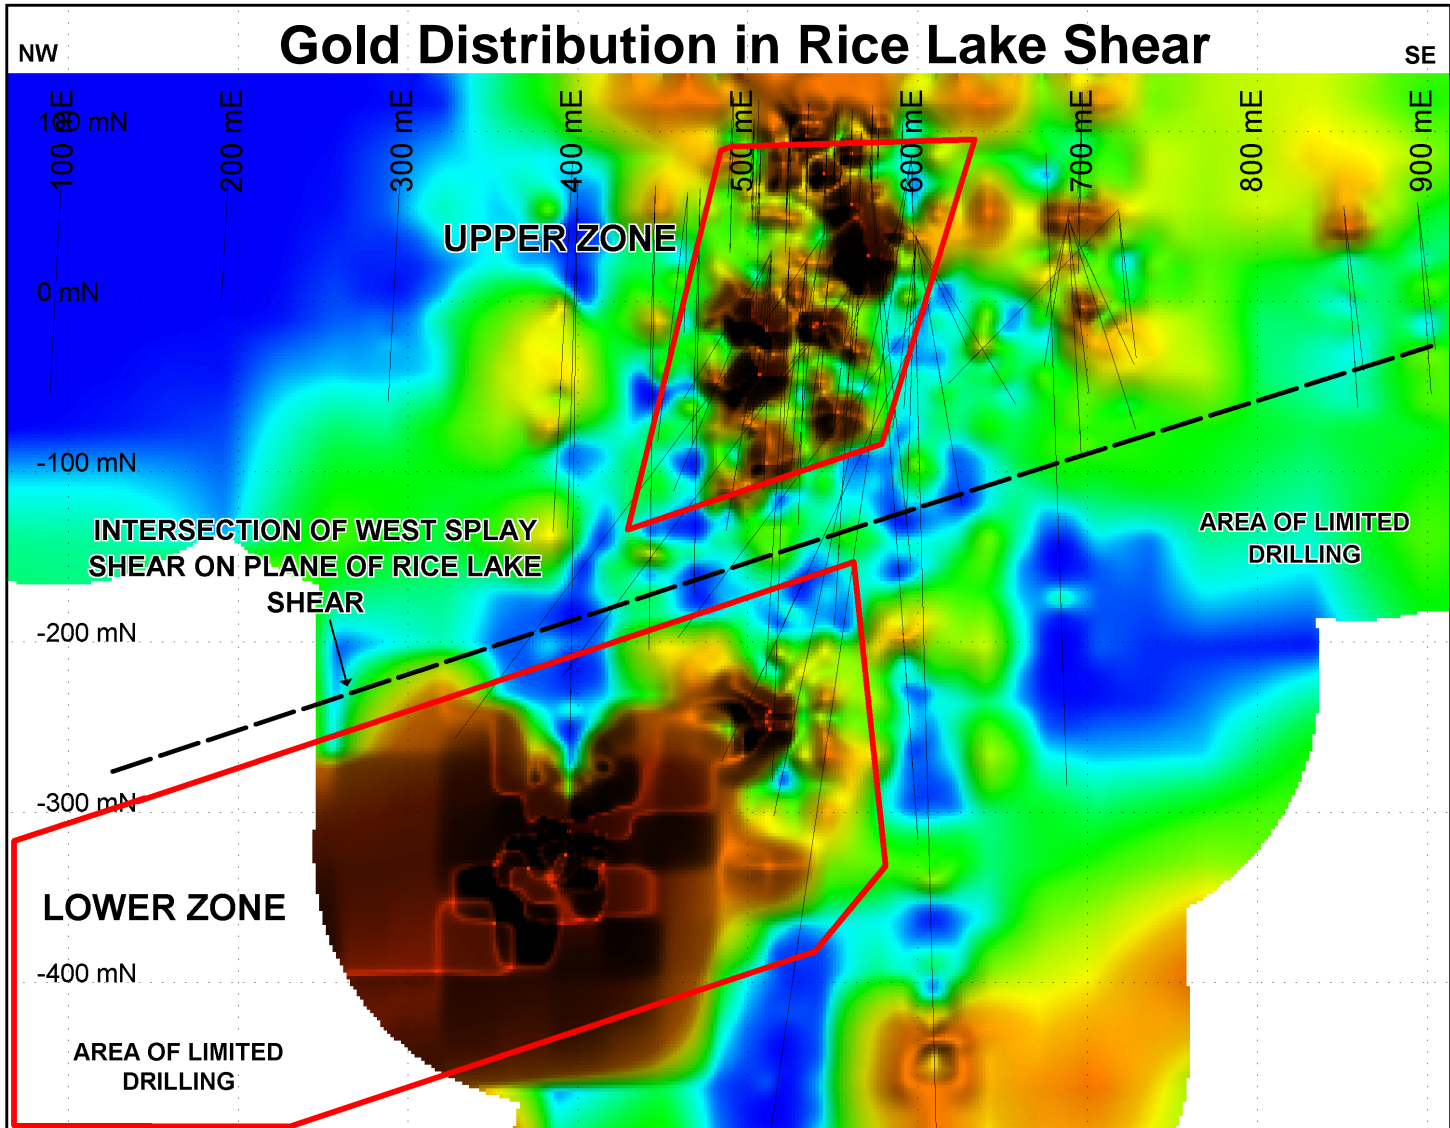 Gold Distribution in Rice Lake Shear
NW
SE
100 mE
200 mE
300 mE
400 mE
500 mE
600 mE
700 mE
800 mE
900 mE
100 mN
UPPER ZONE
0 mN
-100 mN
INTERSECTION OF WEST SPLAY
SHEAR ON PLANE OF RICE LAKE
SHEAR
AREA OF LIMITED
DRILLING
-200 mN
-300 mN
LOWER ZONE
-400 mN
AREA OF LIMITED
DRILLING